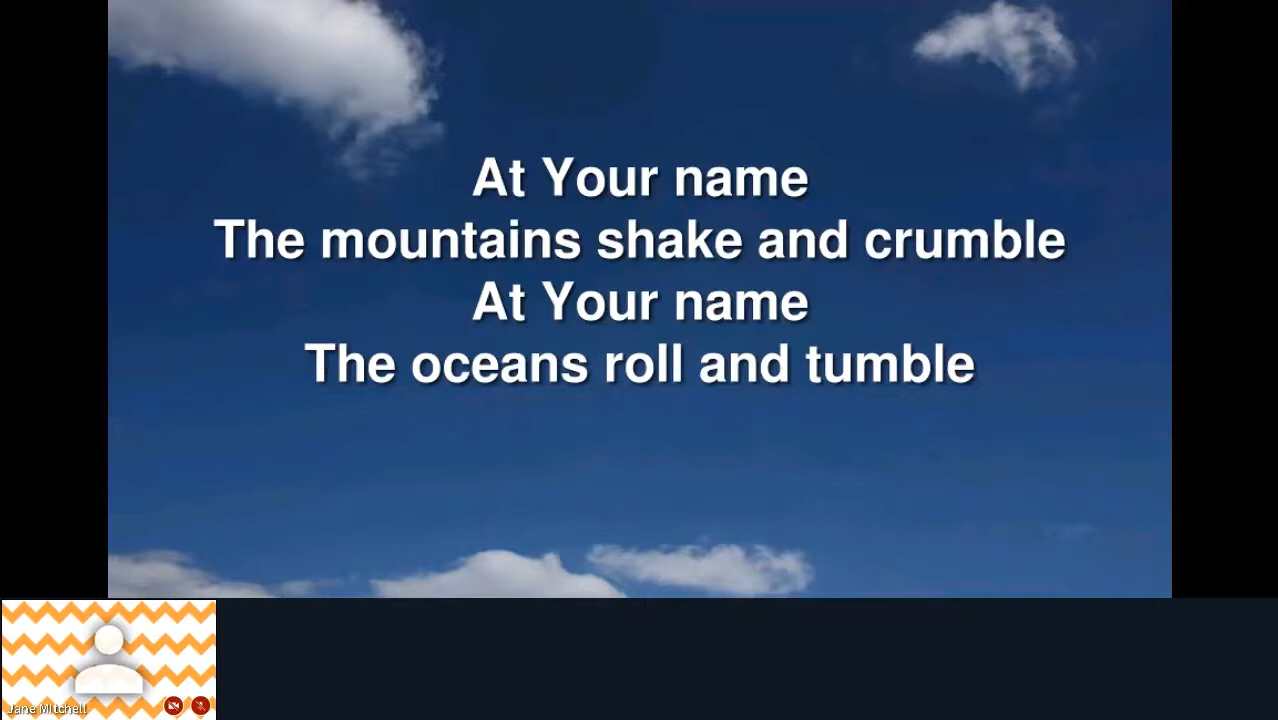 At Your name
The mountains shake and crumble
At Your name
The oceans roll and tumble
Jane Mitchell